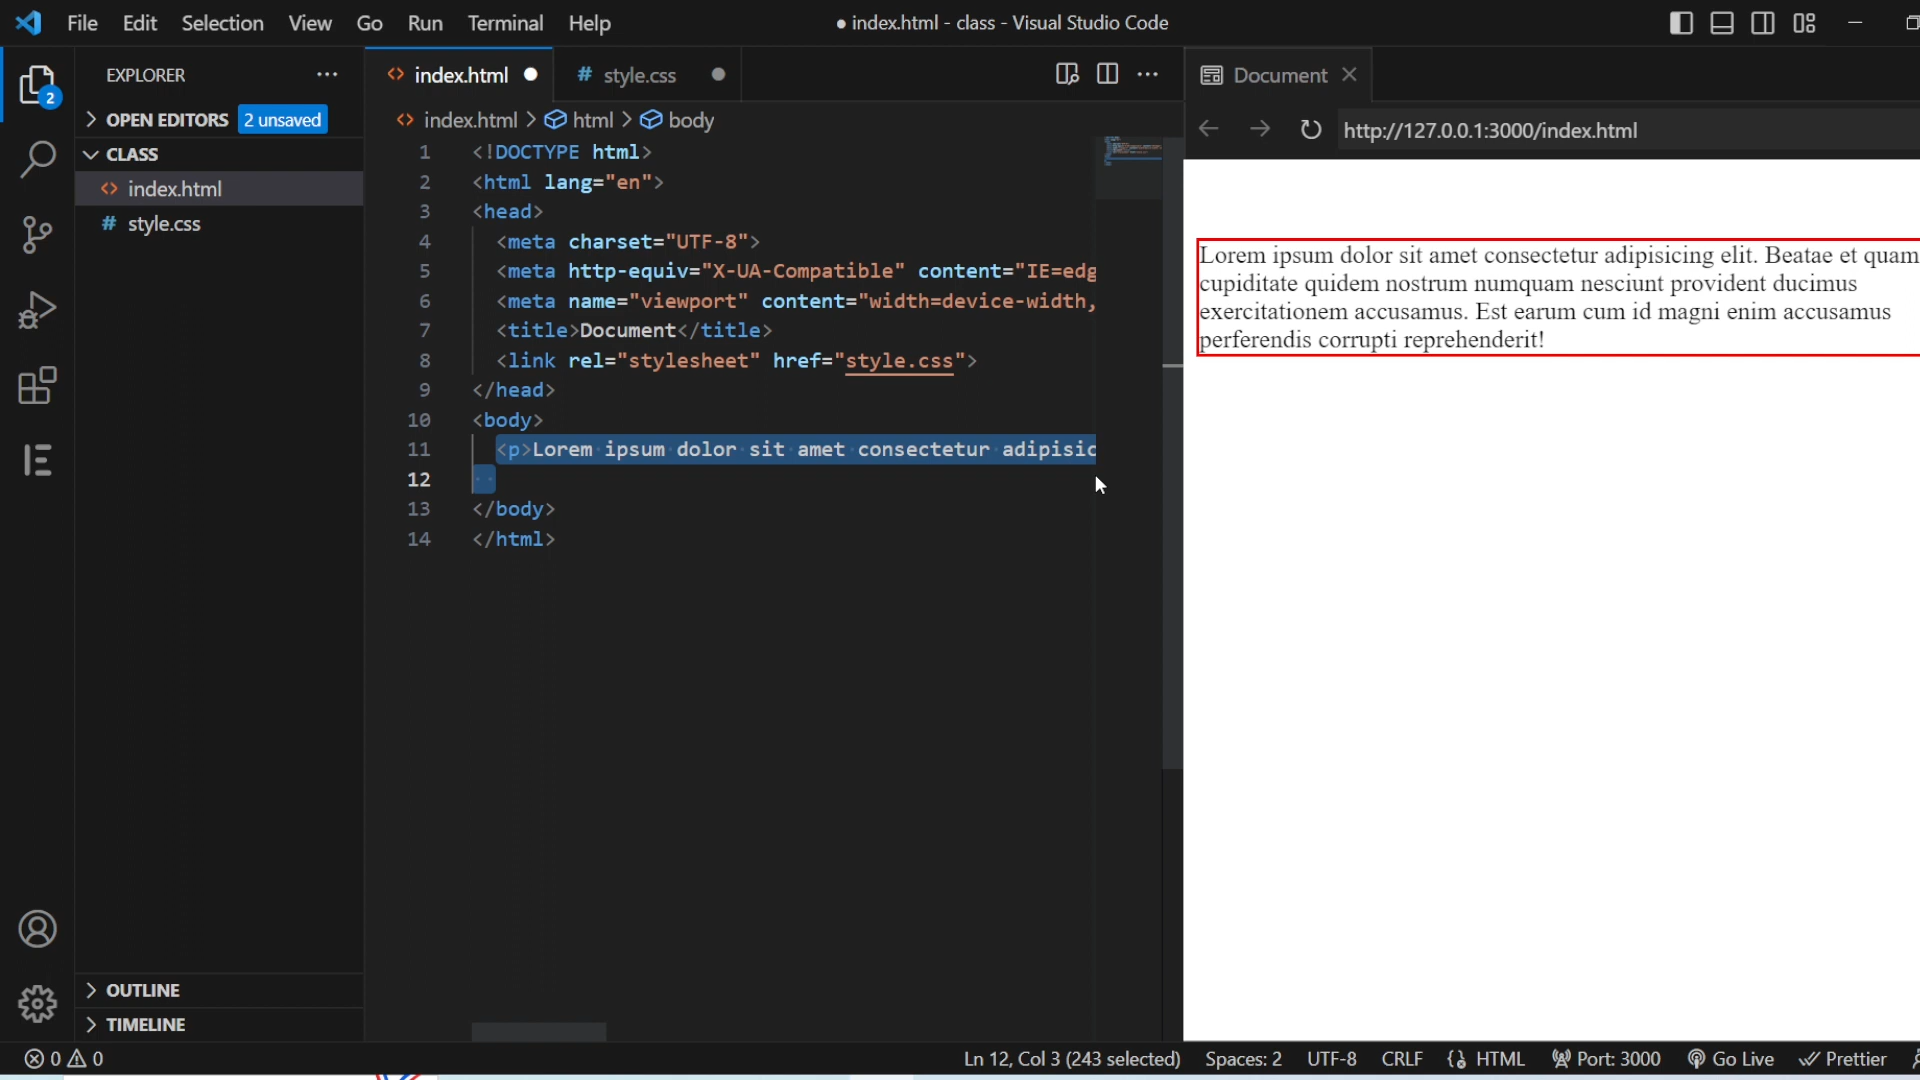 File Edit Selection View Go Run Terminal Help
● index.html - class - Visual Studio Code
EXPLORER
2
OPEN EDITORS 2 unsaved
CLASS
index.html
# style.css
OUTLINE
TIMELINE
index.html # style.css
index.html > html > body
1 <!DOCTYPE html>
2 <html lang="en">
3 <head>
4 <meta charset="UTF-8">
5 <meta http-equiv="X-UA-Compatible" content="IE=edg
6 <meta name="viewport" content="width=device-width,
7 <title>Document</title>
8 <link rel="stylesheet" href="style.css">
9 </head>
10 <body>
11 <p>Lorem ipsum dolor sit amet consectetur adipisic
12
13 </body>
14 </html>
Document
http://127.0.0.1:3000/index.html
Lorem ipsum dolor sit amet consectetur adipisicing elit. Beatae et quam
cupiditate quidem nostrum numquam nesciunt provident ducimus
exercitationem accusamus. Est earum cum id magni enim accusamus
perferendis corrupti reprehenderit!
0 0 Ln 12, Col 3 (243 selected) Spaces: 2 UTF-8 CRLF HTML Port: 3000 Go Live Prettier